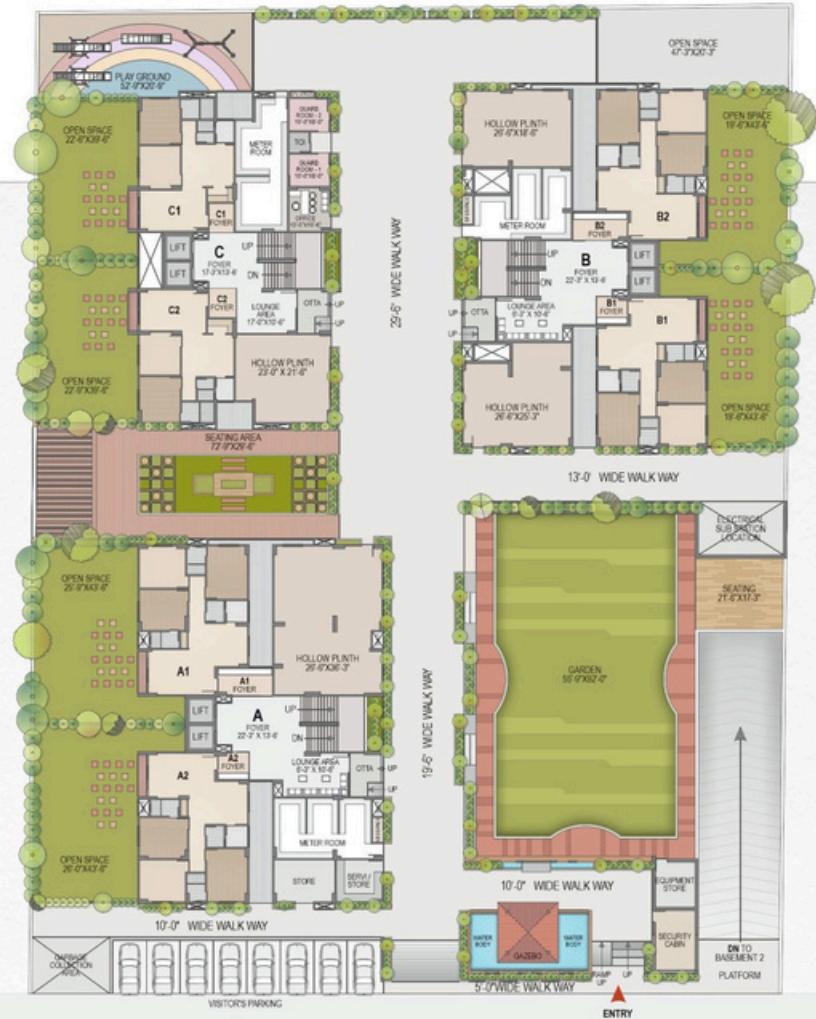 OPEN SPACE
47'-3"X20'-3"
PLAY GROUND
52'-9"X20'-9"
OPEN SPACE
22'-6"X39'-6"
METER
ROOM
GUARD
ROOM - 2
TOI
GUARD
ROOM - 1
OFFICE
C1
C1
FOYER
LIFT
LIFT
C
FOYER
17'-3"X13'-6"
UP
DN
C2
C2
FOYER
LOUNGE
AREA
17'-0"X10'-6"
OTTA
UP
UP
OPEN SPACE
22'-9"X39'-6"
HOLLOW PLINTH
23'-0" X 21'-6"
29'-6" WIDE WALK WAY
HOLLOW PLINTH
26'-6"X18'-6"
OPEN SPACE
19'-6"X43'-6"
METER ROOM
B2
FOYER
B2
UP
DN
B
FOYER
22'-3" X 13'-6"
LIFT
LIFT
UP
UP
OTTA
LOUNGE AREA
6'-3" X 10'-6"
B1
FOYER
B1
HOLLOW PLINTH
26'-6"X25'-3"
OPEN SPACE
19'-6"X43'-6"
SEATING AREA
72'-9"X26'-6"
13'-0" WIDE WALK WAY
ELECTRICAL
SUB STATION
LOCATION
SEATING
21'-6"X17'-3"
OPEN SPACE
25'-9"X43'-6"
A1
A1
FOYER
HOLLOW PLINTH
26'-6"X36'-3"
GARDEN
55'-9"X82'-0"
19'-6" WIDE WALK WAY
LIFT
LIFT
A
FOYER
22'-3" X 13'-6"
UP
DN
A2
A2
FOYER
LOUNGE AREA
6'-3" X 10'-6"
OTTA
UP
UP
METER ROOM
OPEN SPACE
26'-0"X43'-6"
STORE
SERV./
STORE
10'-0" WIDE WALK WAY
10'-0" WIDE WALK WAY
EQUIPMENT
STORE
SECURITY
CABIN
GARBAGE
COLLECTION
AREA
WATER
BODY
GAZEBO
WATER
BODY
RAMP
UP
UP
DN TO
BASEMENT 2
PLATFORM
5'-0"WIDE WALK WAY
VISITOR'S PARKING
ENTRY